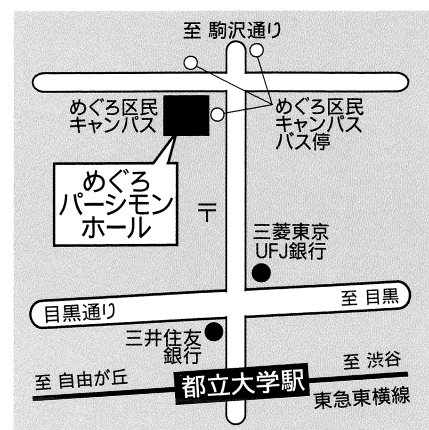 至 駒沢通り
めぐろ区民
キャンパス
めぐろ区民
キャンパス
バス停
めぐろ
パーシモン
ホール
〒
三菱東京
UFJ銀行
目黒通り
至 目黒
三井住友
銀行
至 自由が丘
都立大学駅
至 渋谷
東急東横線